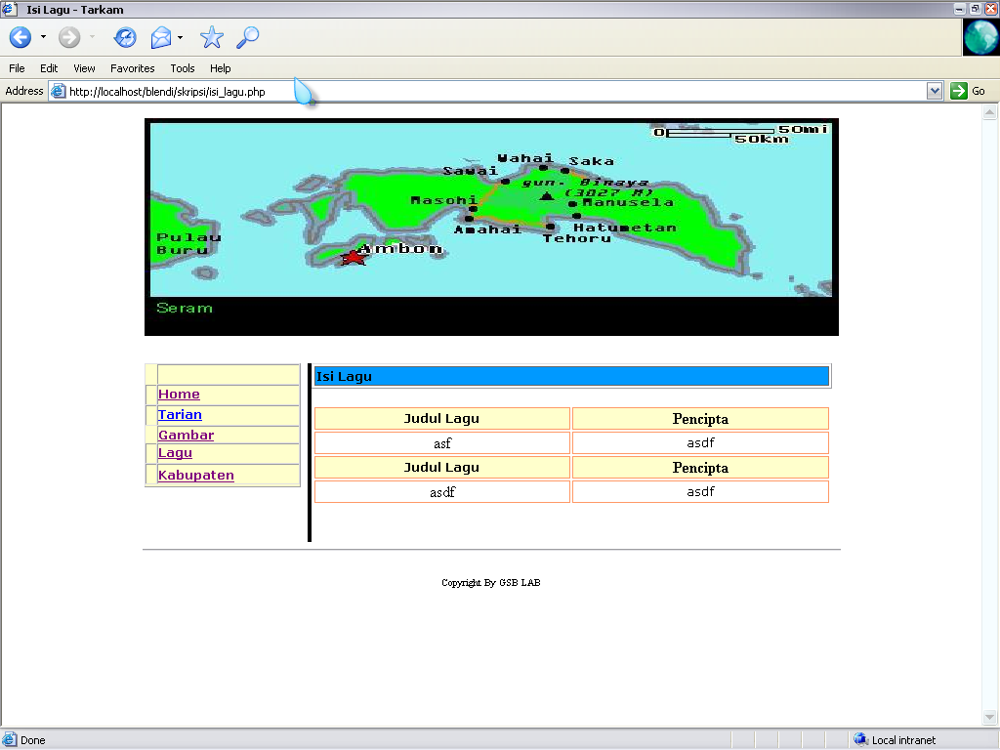 Isi Lagu - Tarkam
File Edit View Favorites Tools Help
Address http://localhost/blendi/skripsi/isi_lagu.php Go
0 50mi
50km
Wahai Saka
Sawai
gun. Binaya
(3027 M)
Masohi Manusela
Amahai Hatumetan
Tehoru
Pulau
Buru
Ambon
Seram
Isi Lagu
Home
Tarian
Gambar
Lagu
Kabupaten
Judul Lagu Pencipta
asf asdf
Judul Lagu Pencipta
asdf asdf
Copyright By GSB LAB
Done Local intranet